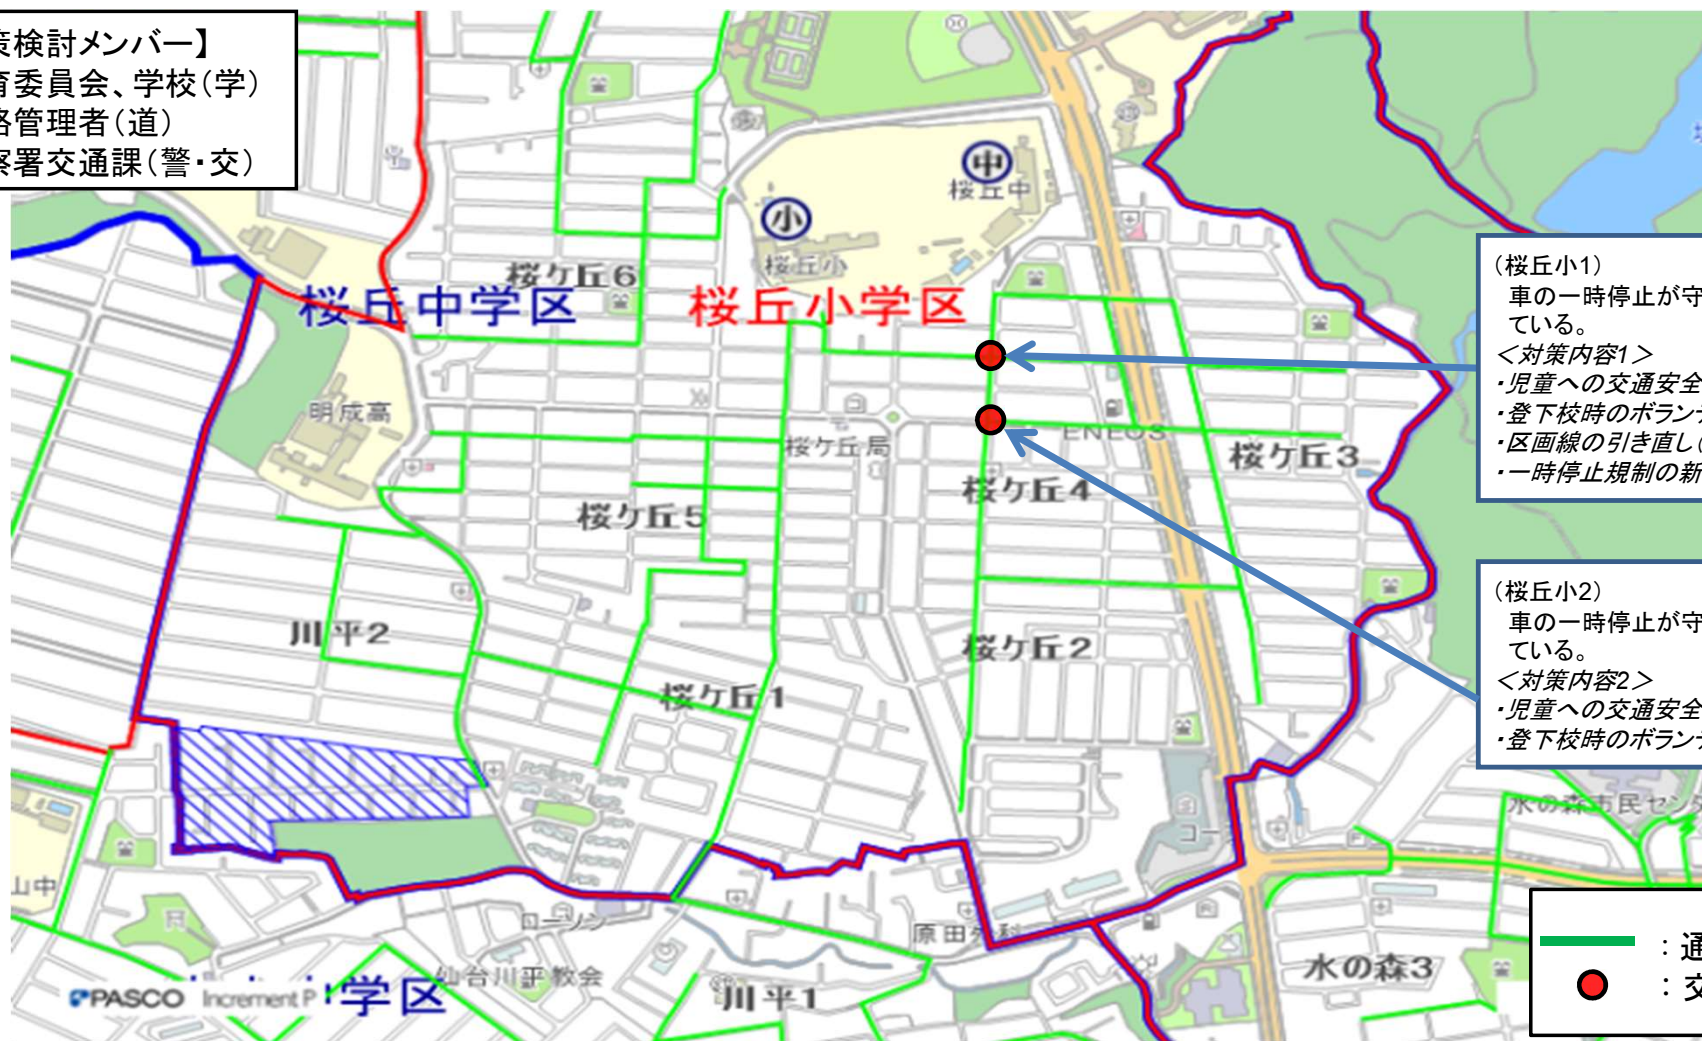 策検討メンバー】
育委員会、学校(学)
路管理者(道)
察署交通課(警・交)
中
桜丘中
小
桜丘小
桜ケ丘6
桜丘中学区
桜丘小学区
(桜丘小1)
車の一時停止が守
ている。
<対策内容1>
・児童への交通安全
・登下校時のボラン
・区画線の引き直し(
・一時停止規制の新
明成高
桜ケ丘局
ENEOS
桜ケ丘3
桜ケ丘4
桜ケ丘5
(桜丘小2)
車の一時停止が守
ている。
<対策内容2>
・児童への交通安全
・登下校時のボラン
川平2
桜ケ丘2
桜ケ丘1
水の森市民セン
コー
山中
ローソン
原田外科
:通
:交
水の森3
仙台川平教会
学区
川平1
PASCO Increment P